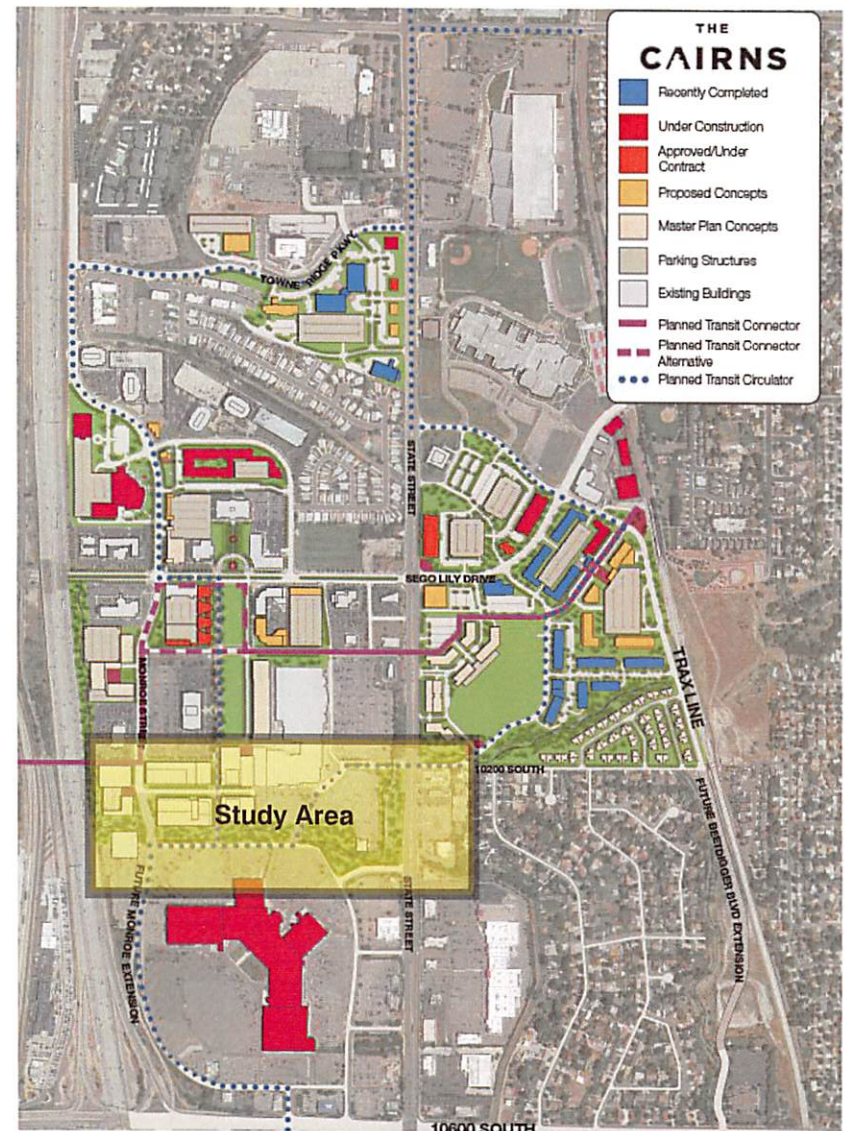 THE
CAIRNS
Recently Completed
Under Construction
Approved/Under
Contract
Proposed Concepts
Master Plan Concepts
Parking Structures
Existing Buildings
Planned Transit Connector
Planned Transit Connector
Alternative
Planned Transit Circulator
TOWNE RIDGE PKWY.
STATE STREET
SEGO LILY DRIVE
MONROE STREET
TRAX LINE
10200 SOUTH
Study Area
FUTURE BEETDIGGER BLVD EXTENSION
FUTURE MONROE EXTENSION
STATE STREET
10600 SOUTH